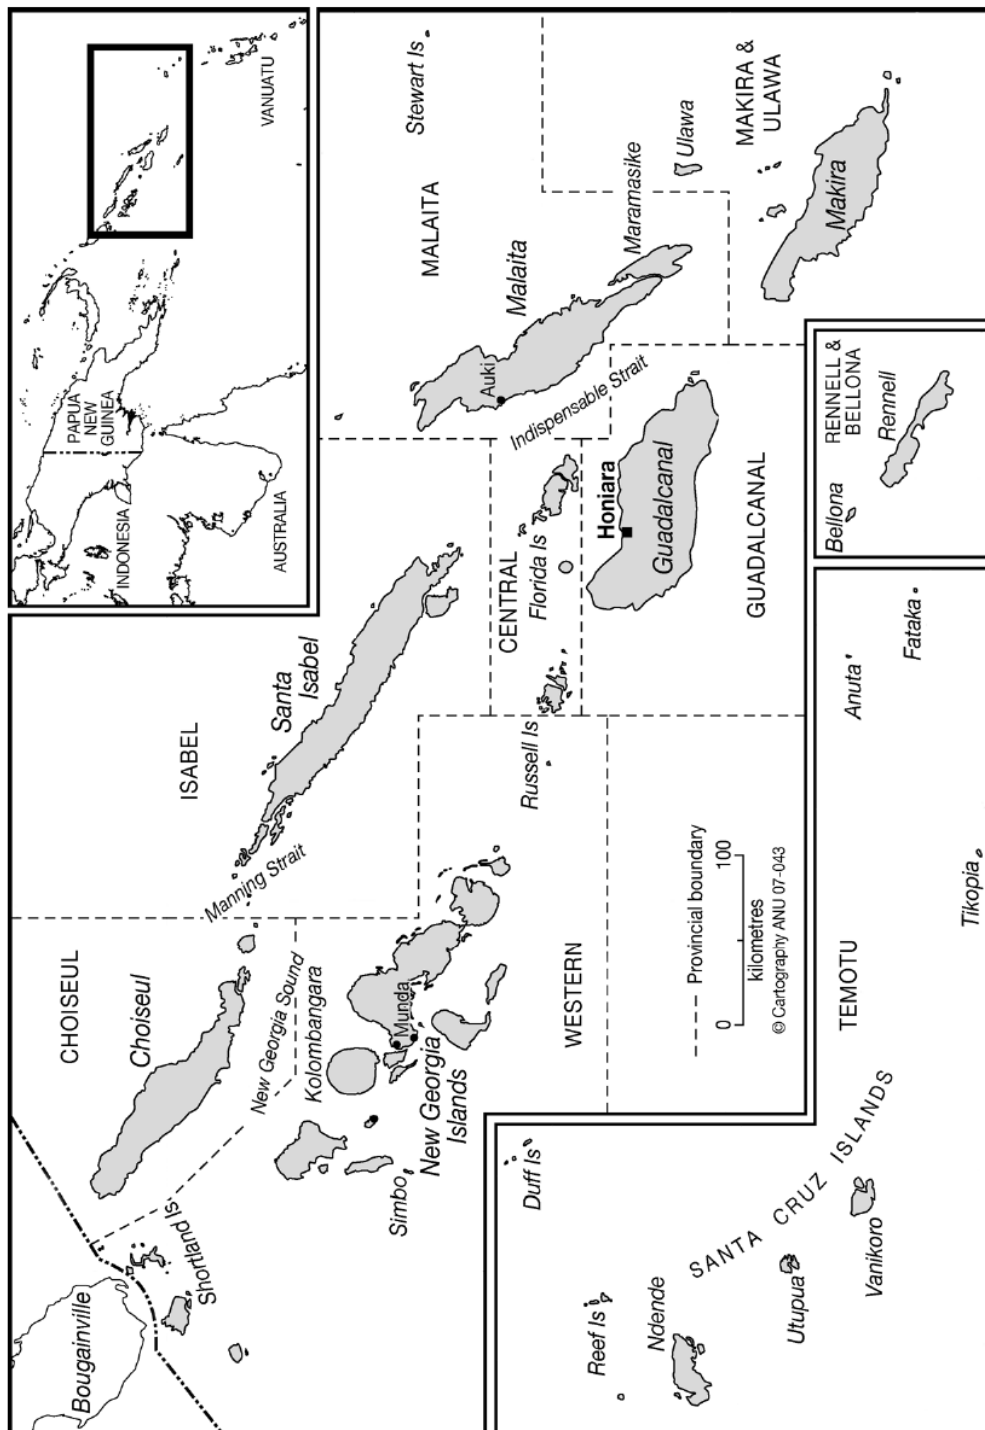 PAPUA
NEW
GUINEA
INDONESIA
AUSTRALIA
VANUATU
Bougainville
Shortland Is
CHOISEUL
Choiseul
Manning Strait
New Georgia Sound
ISABEL
Santa
Isabel
MALAITA
Stewart Is
Malaita
Auki
Maramasike
Indispensable Strait
Kolombangara
Munda
New Georgia
Islands
Simbo
WESTERN
Russell Is
CENTRAL
Florida Is
Honiara
Guadalcanal
GUADALCANAL
Ulawa
MAKIRA &
ULAWA
Makira
RENNELL &
BELLONA
Rennell
Bellona
Provincial boundary
0
100
kilometres
© Cartography ANU 07-043
Duff Is
Reef Is
Ndende
SANTA CRUZ ISLANDS
Utupua
Vanikoro
TEMOTU
Anuta
Fataka
Tikopia